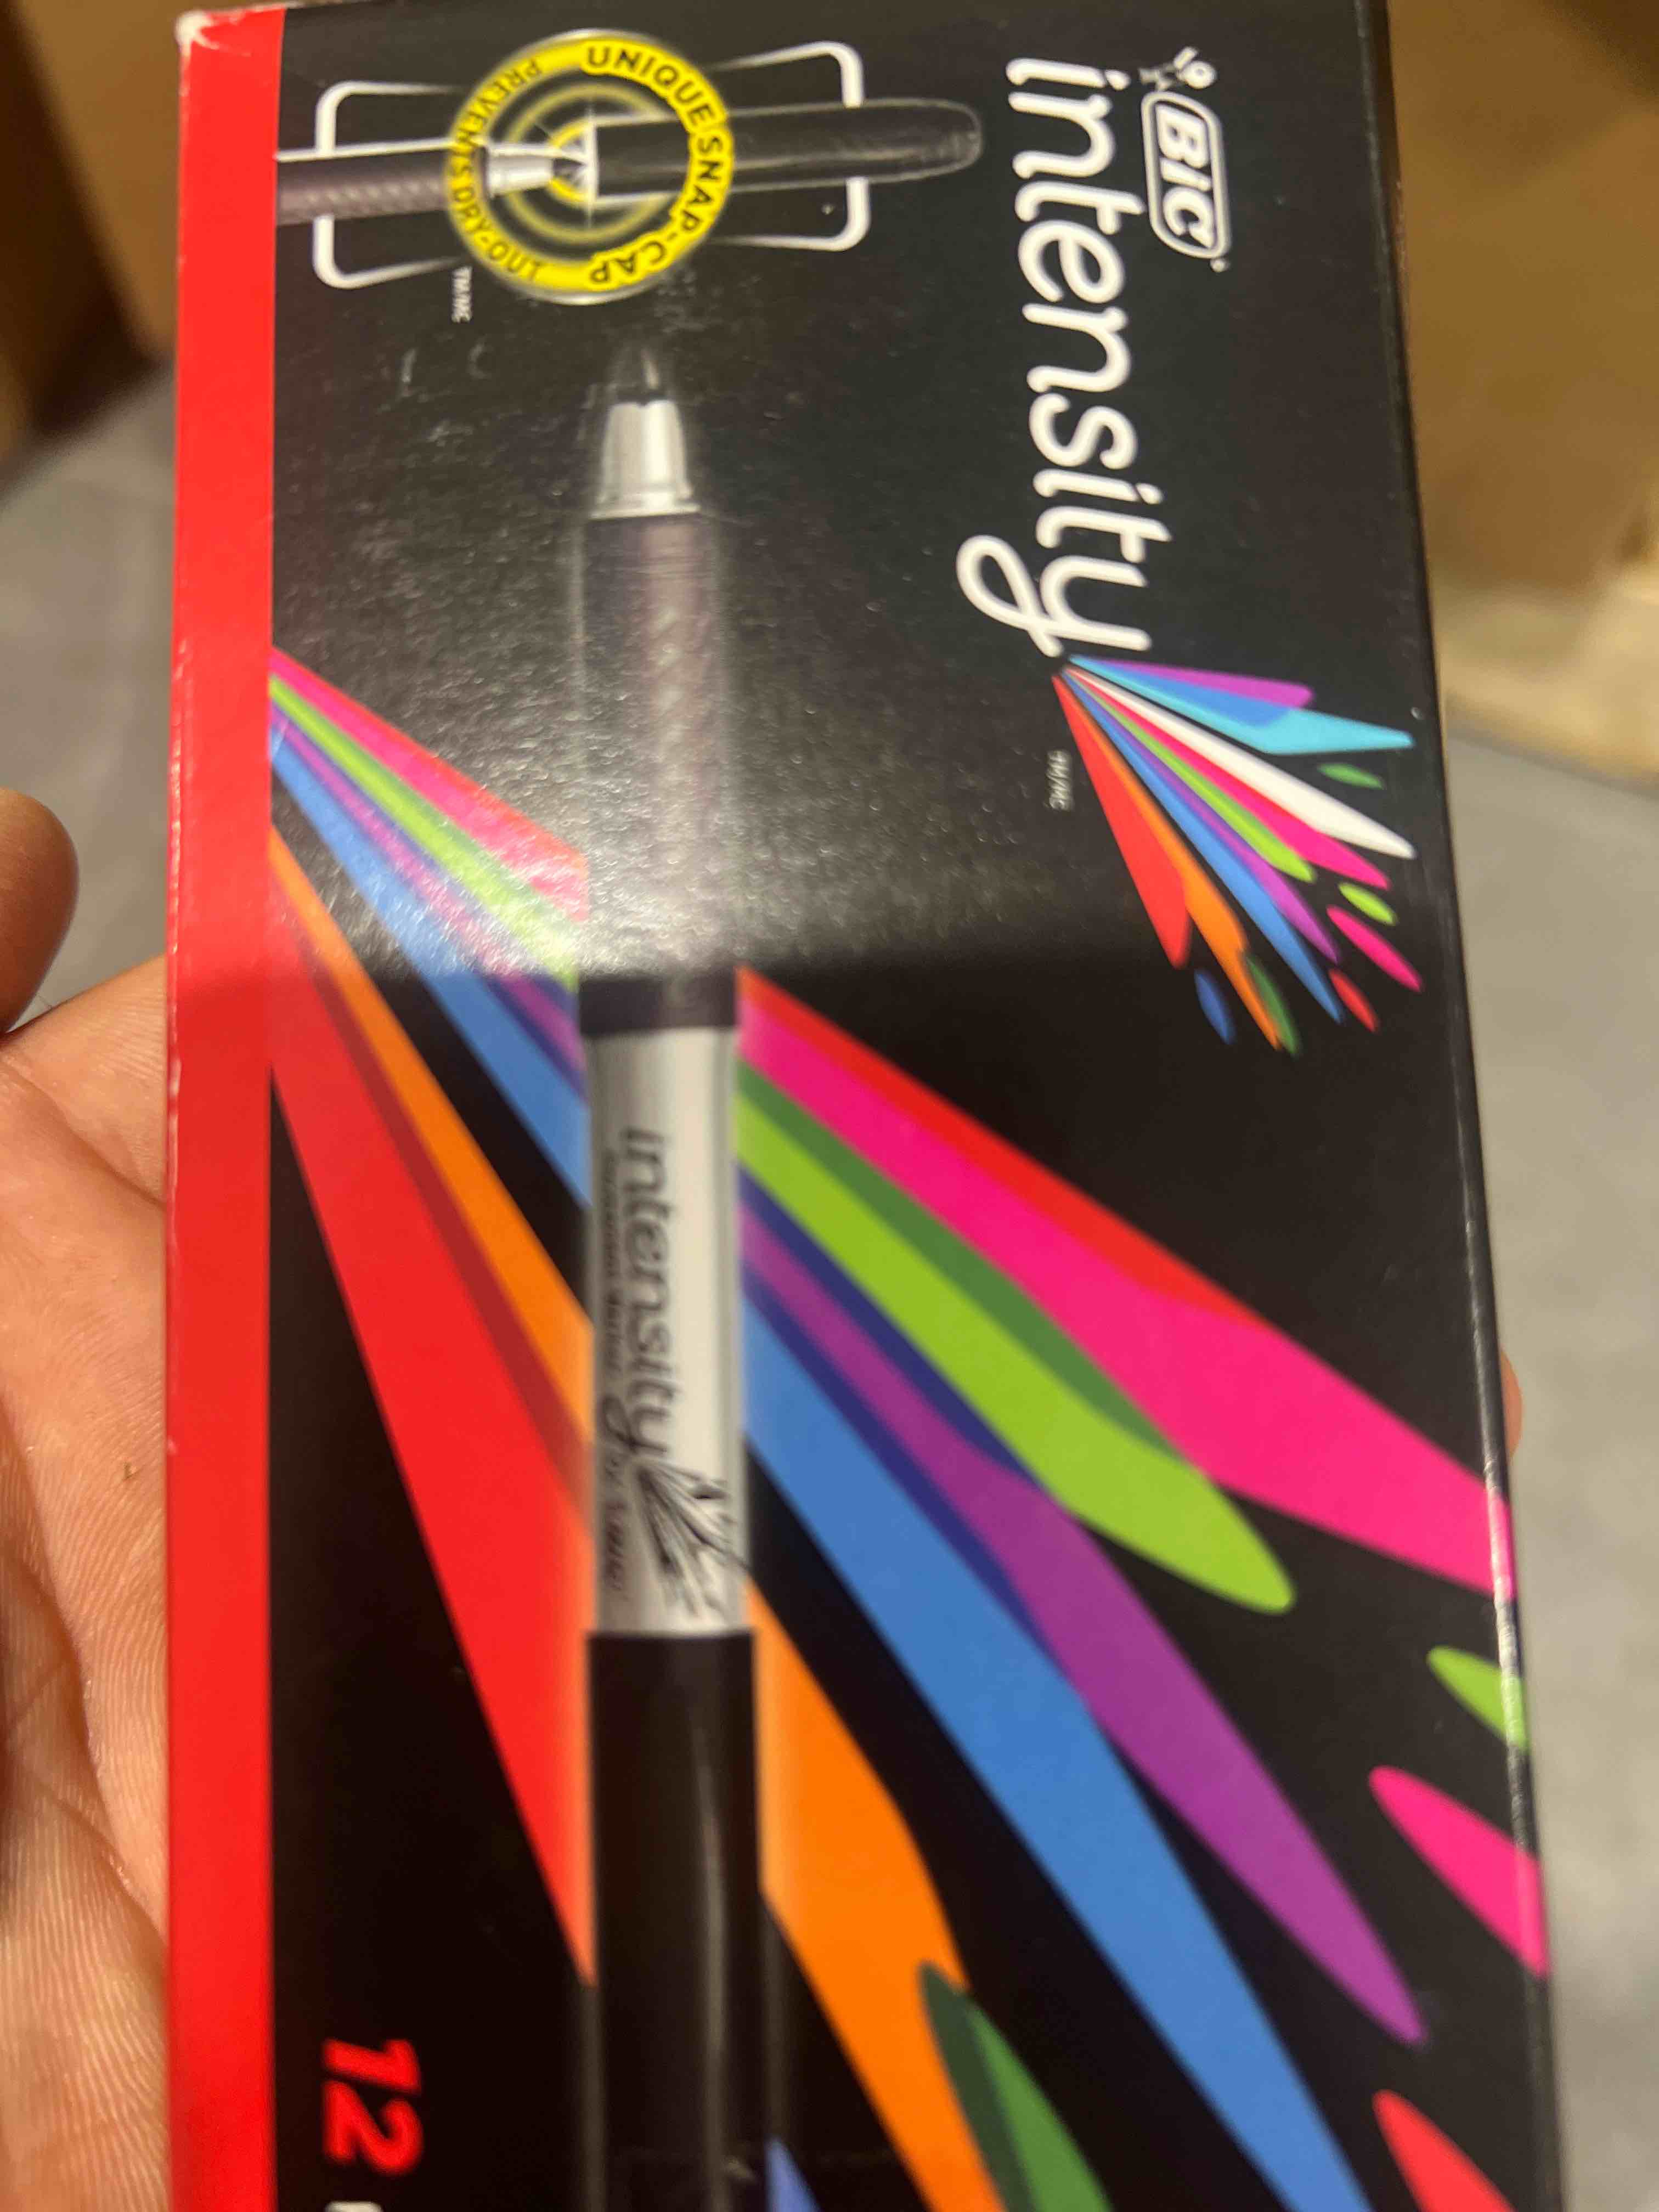 BIC
intensity
TM/MC
UNIQUE SNAP-CAP
PREVENTS DRY-OUT
TM/MC
intensity
12